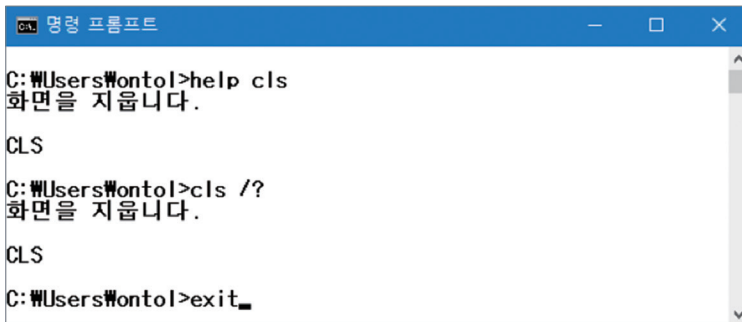 명령 프롬프트
C:₩Users₩ontol>help cls
화면을 지웁니다.
CLS
C:₩Users₩ontol>cls /?
화면을 지웁니다.
CLS
C:₩Users₩ontol>exit